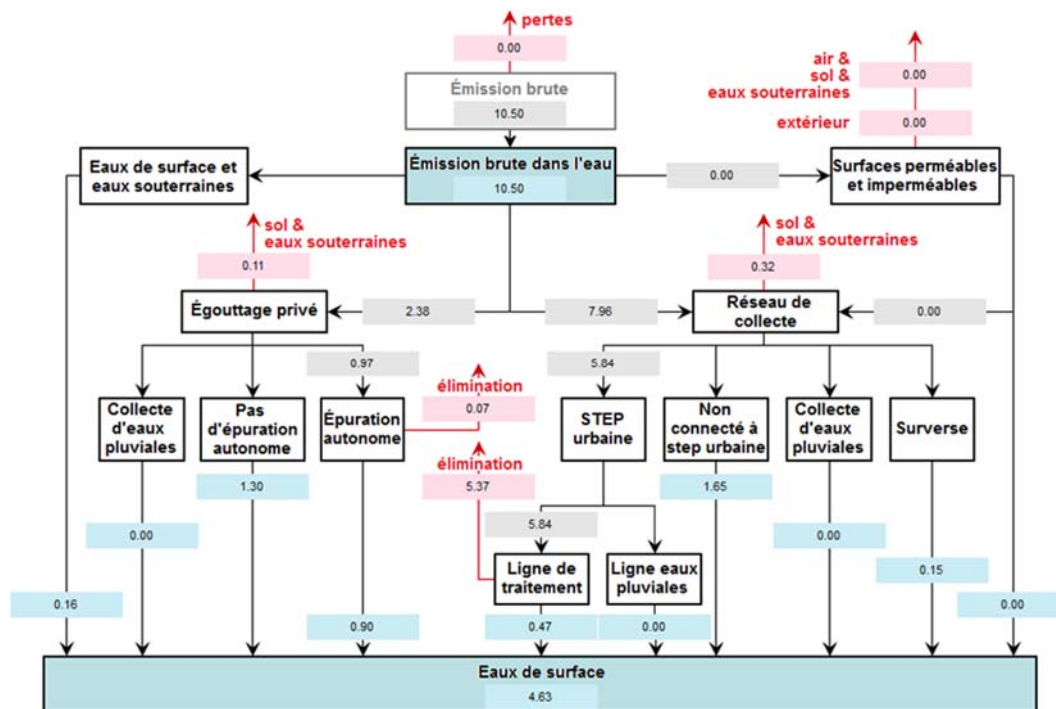 pertes
0.00
Émission brute
10.50
air &
sol &
eaux souterraines
0.00
extérieur
0.00
Eaux de surface et
eaux souterraines
Émission brute dans l'eau
10.50
0.00
Surfaces perméables
et imperméables
sol &
eaux souterraines
0.11
sol &
eaux souterraines
0.32
Égouttage privé
2.38
7.96
Réseau de
collecte
0.00
0.97
5.84
élimination
0.07
Collecte
d'eaux
pluviales
Pas
d'épuration
autonome
Épuration
autonome
STEP
urbaine
Non
connecté à
step urbaine
Collecte
d'eaux
pluviales
Surverse
élimination
5.37
1.30
1.65
0.00
5.84
0.00
Ligne de
traitement
Ligne eaux
pluviales
0.15
0.16
0.90
0.47
0.00
0.00
Eaux de surface
4.63